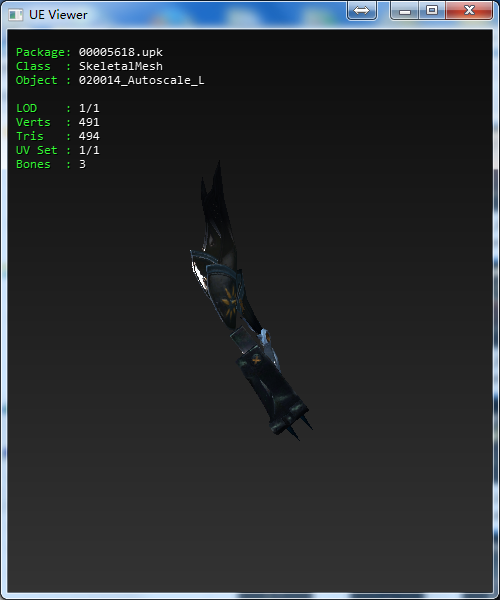 UE Viewer
Package: 00005618.upk
Class : SkeletalMesh
Object : 020014_Autoscale_L
LOD : 1/1
Verts : 491
Tris : 494
UV Set : 1/1
Bones : 3